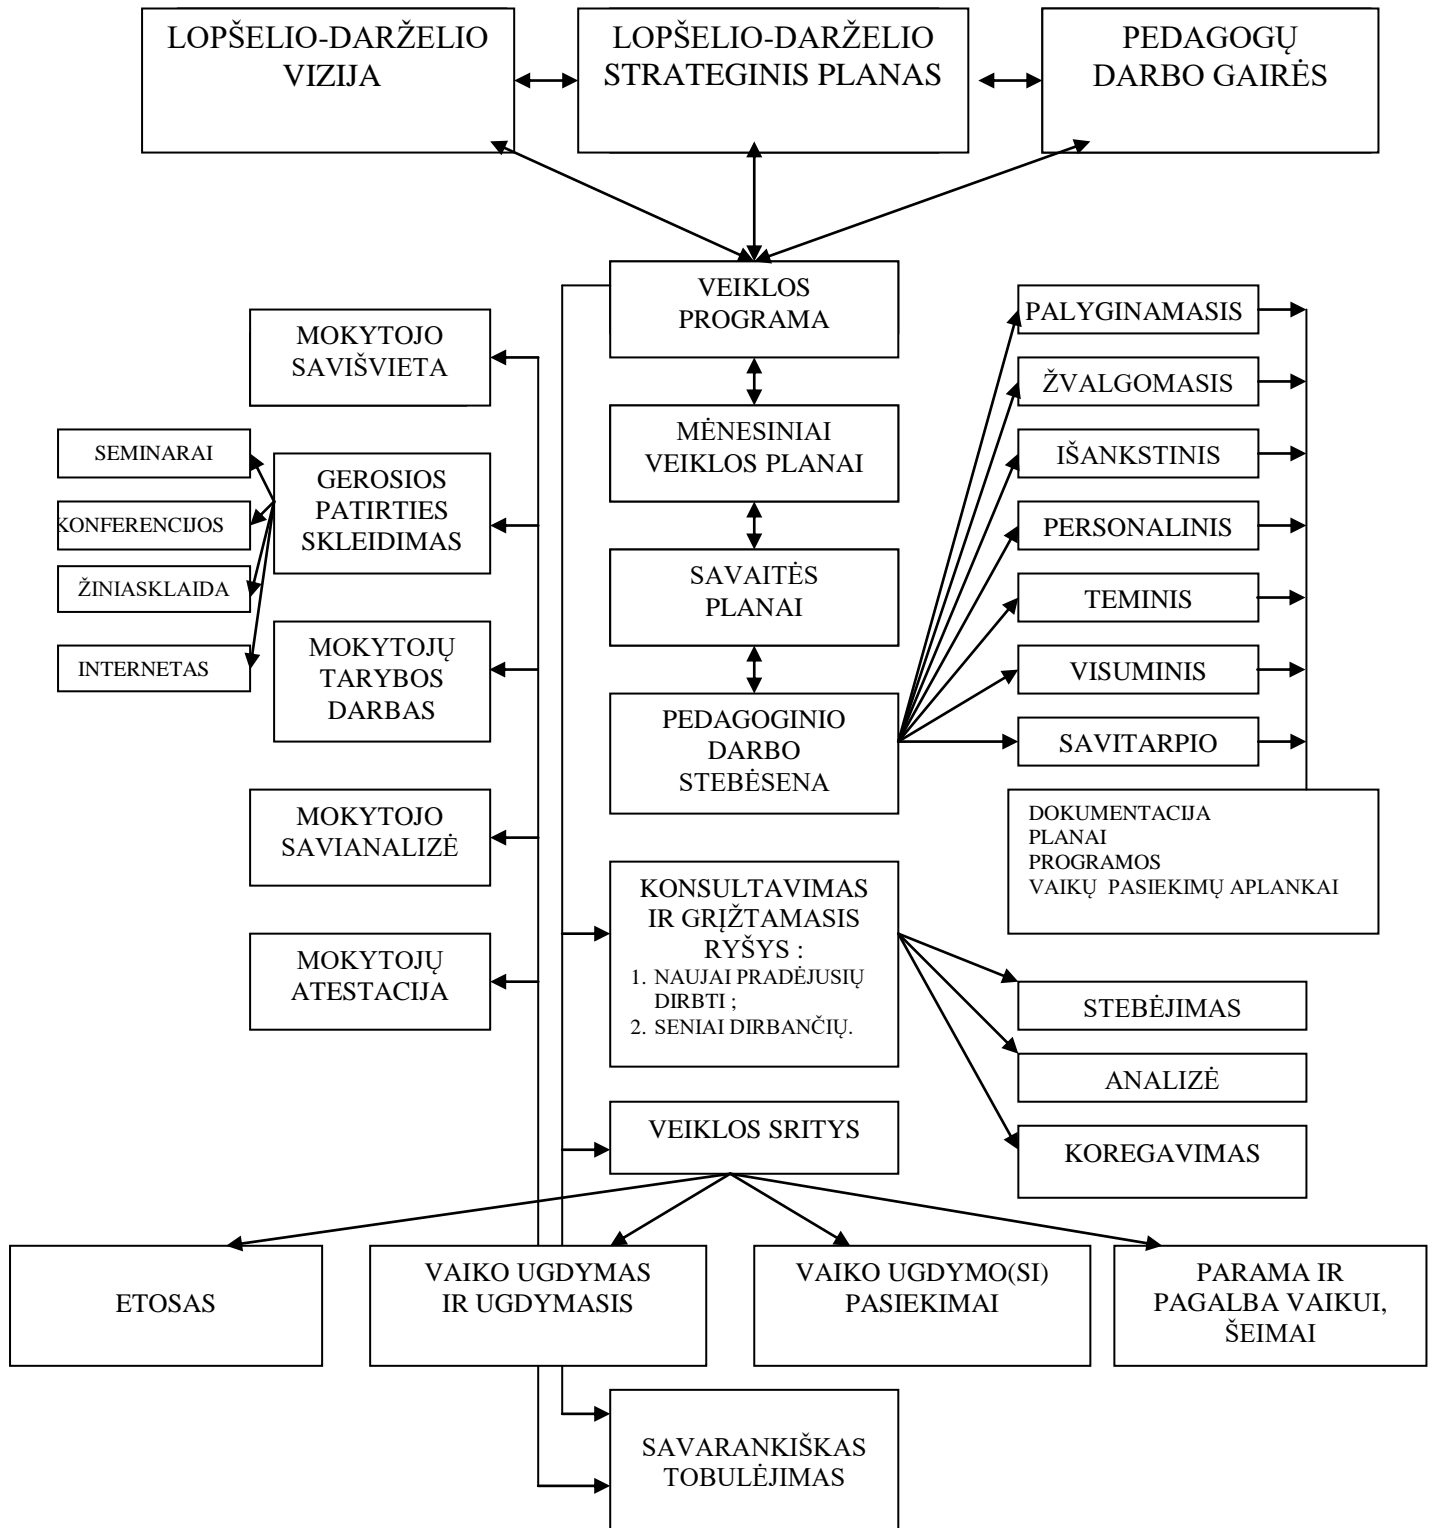 LOPŠELIO-DARŽELIO
VIZIJA
LOPŠELIO-DARŽELIO
STRATEGINIS PLANAS
PEDAGOGŲ
DARBO GAIRĖS
VEIKLOS
PROGRAMA
MĖNESINIAI
VEIKLOS PLANAI
SAVAITĖS
PLANAI
PEDAGOGINIO
DARBO
STEBĖSENA
MOKYTOJO
SAVIŠVIETA
GEROSIOS
PATIRTIES
SKLEIDIMAS
SEMINARAI
KONFERENCIJOS
ŽINIASKLAIDA
INTERNETAS
MOKYTOJŲ
TARYBOS
DARBAS
MOKYTOJO
SAVIANALIZĖ
MOKYTOJŲ
ATESTACIJA
PALYGINAMASIS
ŽVALGOMASIS
IŠANKSTINIS
PERSONALINIS
TEMINIS
VISUMINIS
SAVITARPIO
DOKUMENTACIJA
PLANAI
PROGRAMOS
VAIKŲ PASIEKIMŲ APLANKAI
KONSULTAVIMAS
IR GRĮŽTAMASIS
RYŠYS :
1. NAUJAI PRADĖJUSIŲ
DIRBTI ;
2. SENIAI DIRBANČIŲ.
STEBĖJIMAS
ANALIZĖ
KOREGAVIMAS
VEIKLOS SRITYS
ETOSAS
VAIKO UGDYMAS
IR UGDYMASIS
VAIKO UGDYMO(SI)
PASIEKIMAI
PARAMA IR
PAGALBA VAIKUI,
ŠEIMAI
SAVARANKIŠKAS
TOBULĖJIMAS